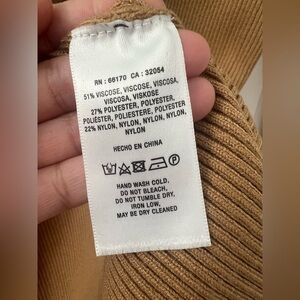 RN : 66170 CA : 32054
51% VISCOSE, VISCOSE, VISCOSA,
VISCOSA, VISKOSE
27% POLYESTER, POLYESTER,
POLIÉSTER, POLIESTERE, POLYESTER
22% NYLON, NYLON, NYLON, NYLON,
NYLON
HECHO EN CHINA
HAND WASH COLD,
DO NOT BLEACH,
DO NOT TUMBLE DRY,
IRON LOW,
MAY BE DRY CLEANED